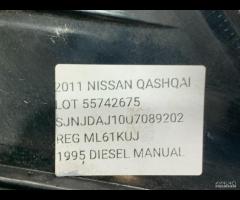 2011 NISSAN QASHQAI
LOT 55742675
SJNJDAJ10U7089202
REG ML61KUJ
1995 DIESEL MANUAL